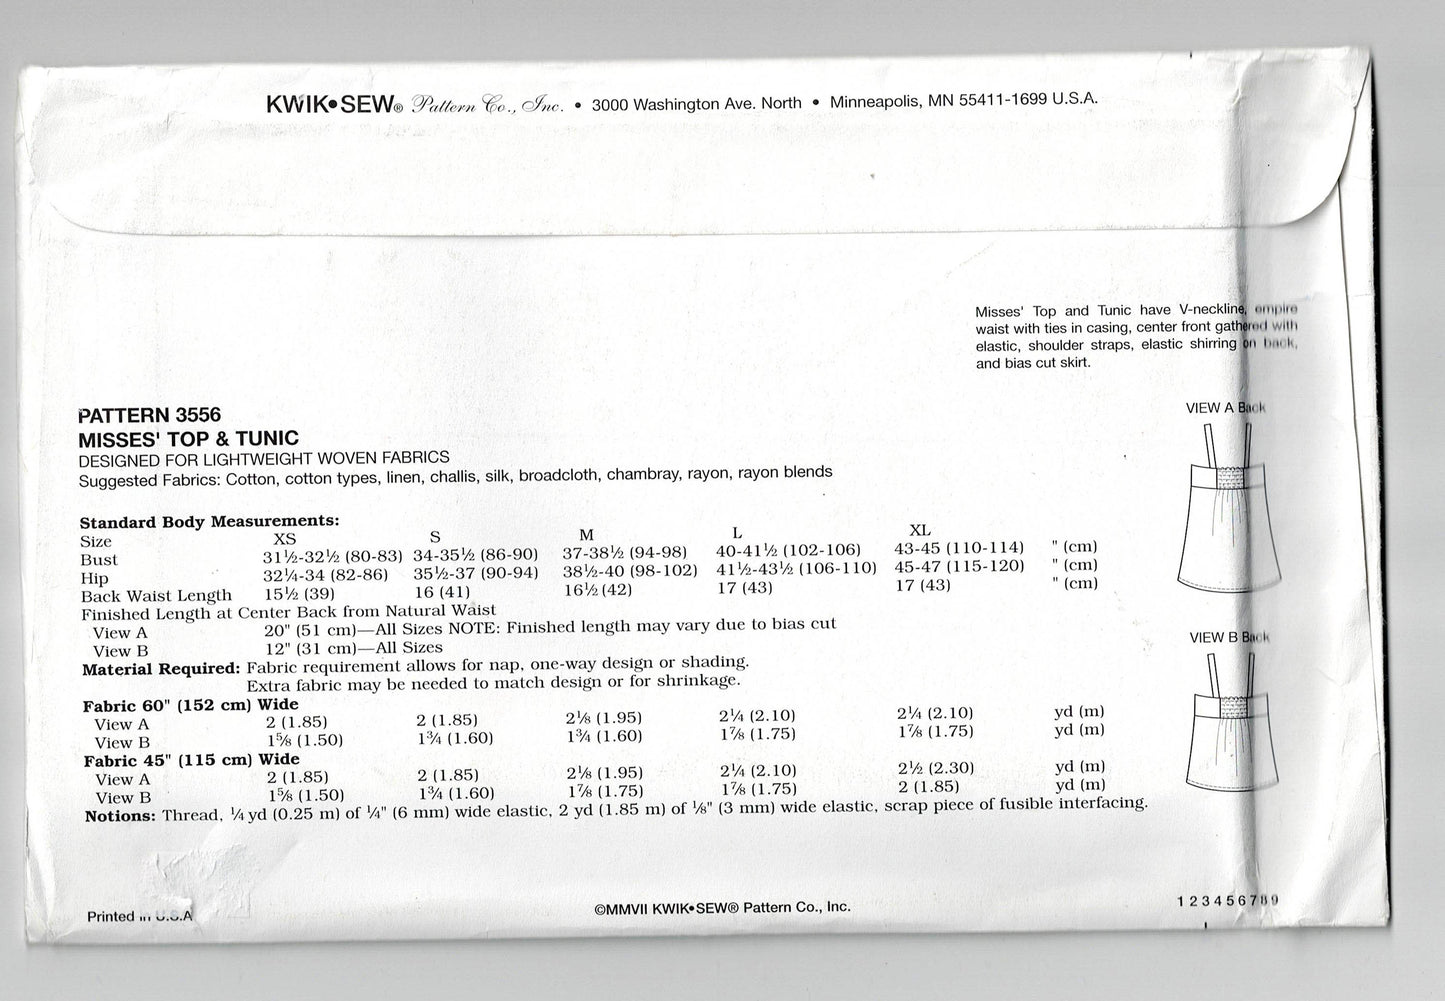 KWIK•SEW® Pattern Co., Inc. • 3000 Washington Ave. North • Minneapolis, MN 55411-1699 U.S.A.
Misses' Top and Tunic have V-neckline, empire
waist with ties in casing, center front gathered with
elastic, shoulder straps, elastic shirring on back,
and bias cut skirt.
PATTERN 3556
MISSES' TOP & TUNIC
DESIGNED FOR LIGHTWEIGHT WOVEN FABRICS
Suggested Fabrics: Cotton, cotton types, linen, challis, silk, broadcloth, chambray, rayon, rayon blends
VIEW A Back
Standard Body Measurements:
Size XS S M L XL
Bust 31½-32½ (80-83) 34-35½ (86-90) 37-38½ (94-98) 40-41½ (102-106) 43-45 (110-114) " (cm)
Hip 32¼-34 (82-86) 35½-37 (90-94) 38½-40 (98-102) 41½-43½ (106-110) 45-47 (115-120) " (cm)
Back Waist Length 15½ (39) 16 (41) 16½ (42) 17 (43) 17 (43) " (cm)
Finished Length at Center Back from Natural Waist
View A 20" (51 cm)—All Sizes NOTE: Finished length may vary due to bias cut
View B 12" (31 cm)—All Sizes
VIEW B Back
Material Required: Fabric requirement allows for nap, one-way design or shading.
Extra fabric may be needed to match design or for shrinkage.
Fabric 60" (152 cm) Wide
View A 2 (1.85) 2 (1.85) 2⅛ (1.95) 2¼ (2.10) 2¼ (2.10) yd (m)
View B 1⅝ (1.50) 1¾ (1.60) 1¾ (1.60) 1⅞ (1.75) 1⅞ (1.75) yd (m)
Fabric 45" (115 cm) Wide
View A 2 (1.85) 2 (1.85) 2⅛ (1.95) 2¼ (2.10) 2½ (2.30) yd (m)
View B 1⅝ (1.50) 1¾ (1.60) 1⅞ (1.75) 1⅞ (1.75) 2 (1.85) yd (m)
Notions: Thread, ¼ yd (0.25 m) of ¼" (6 mm) wide elastic, 2 yd (1.85 m) of ⅛" (3 mm) wide elastic, scrap piece of fusible interfacing.
Printed in U.S.A
©MMVII KWIK•SEW® Pattern Co., Inc.
1 2 3 4 5 6 7 8 9